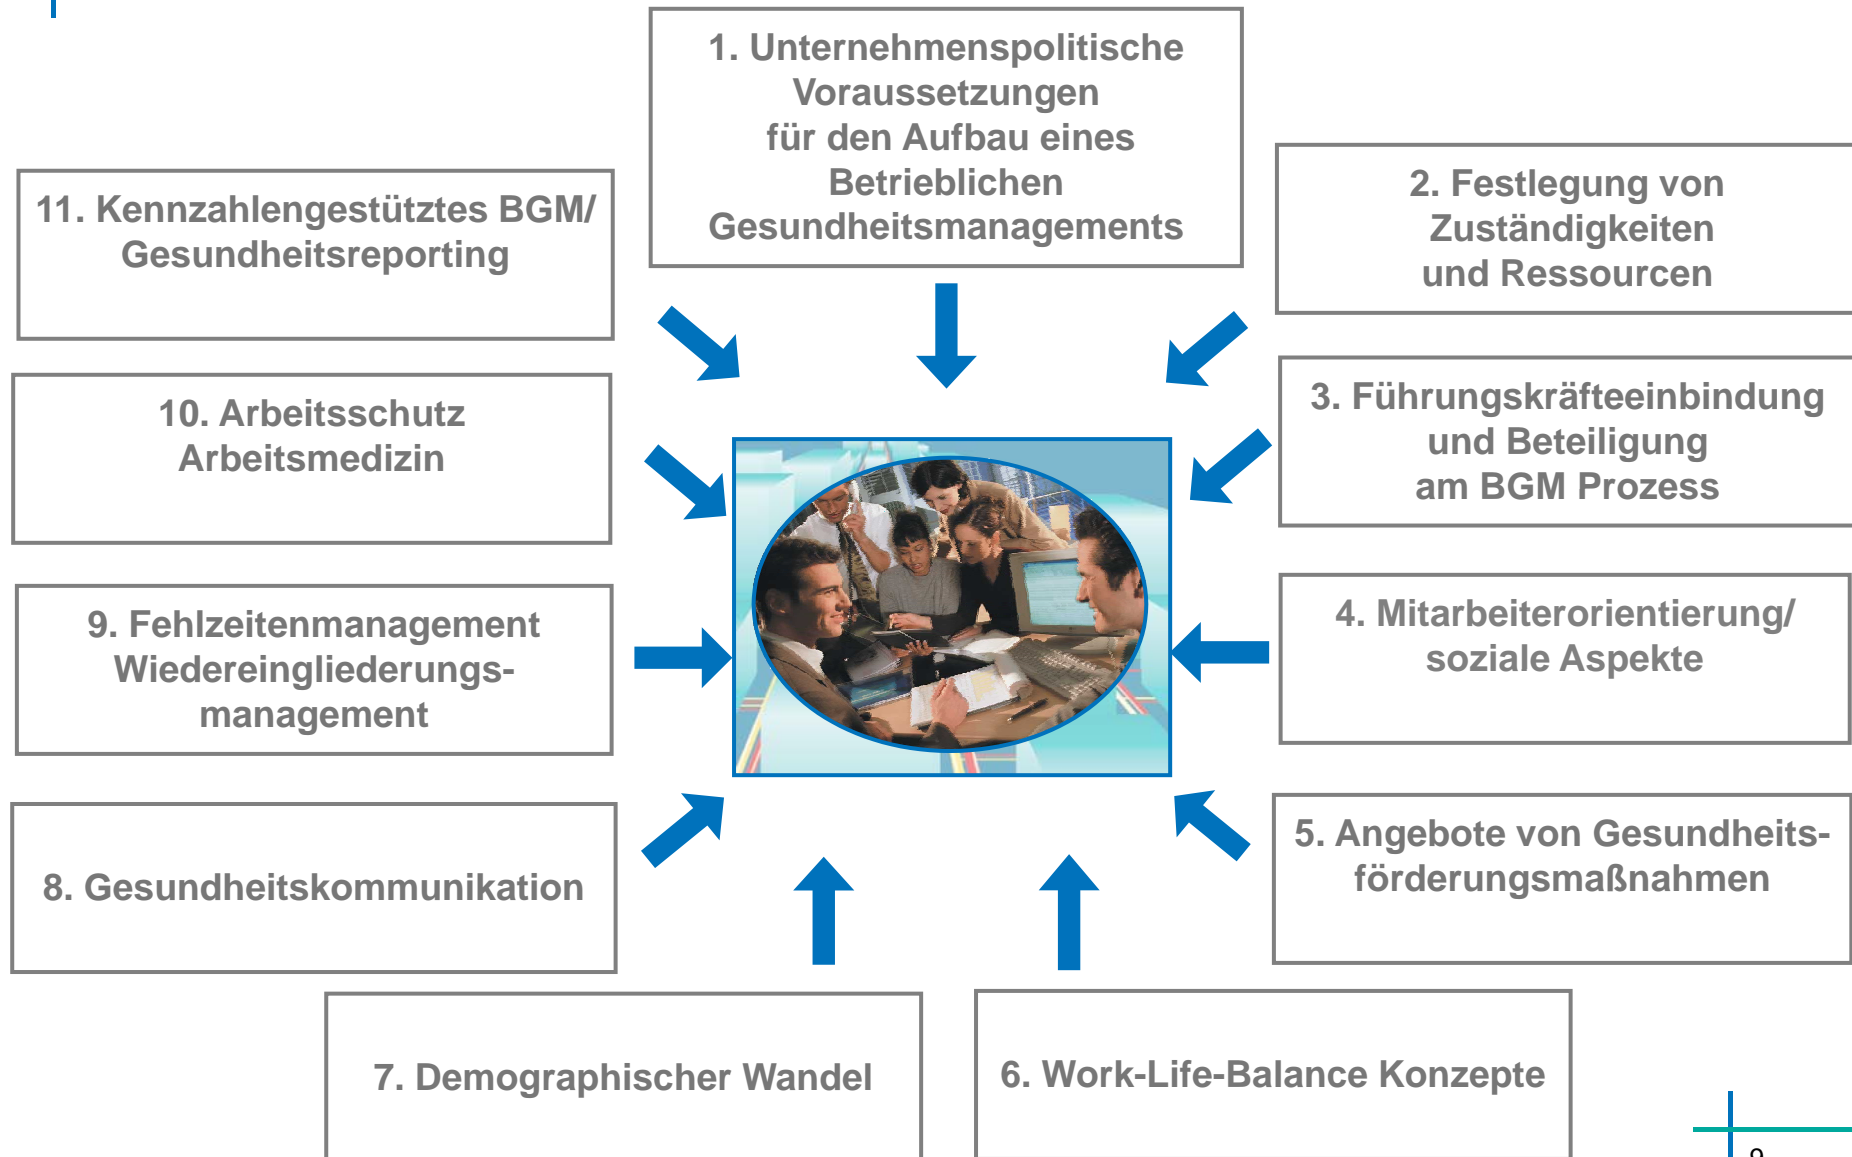 1. Unternehmenspolitische
Voraussetzungen
für den Aufbau eines
Betrieblichen
Gesundheitsmanagements
2. Festlegung von
Zuständigkeiten
und Ressourcen
3. Führungskräfteeinbindung
und Beteiligung
am BGM Prozess
4. Mitarbeiterorientierung/
soziale Aspekte
5. Angebote von Gesundheits-
förderungsmaßnahmen
6. Work-Life-Balance Konzepte
7. Demographischer Wandel
8. Gesundheitskommunikation
9. Fehlzeitenmanagement
Wiedereingliederungs-
management
10. Arbeitsschutz
Arbeitsmedizin
11. Kennzahlengestütztes BGM/
Gesundheitsreporting